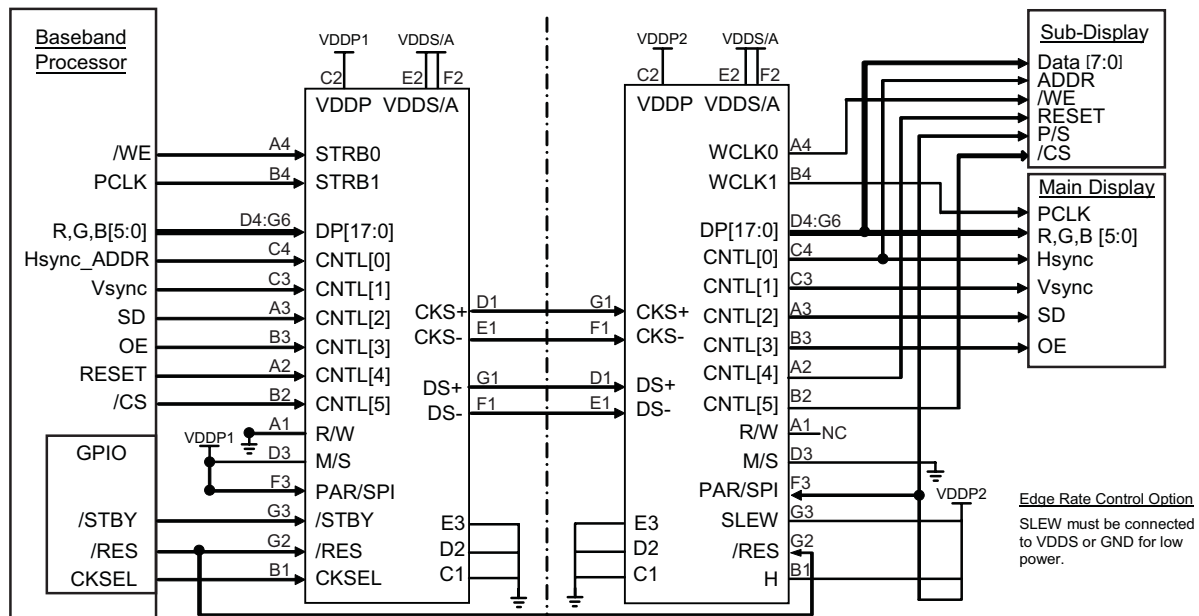 Baseband
Processor
/WE
PCLK
R,G,B[5:0]
Hsync_ADDR
Vsync
SD
OE
RESET
/CS
GPIO
/STBY
/RES
CKSEL
VDDP1
VDDP1
C2
VDDS/A
E2
F2
VDDP
VDDS/A
A4
STRB0
B4
STRB1
D4:G6
DP[17:0]
C4
CNTL[0]
C3
CNTL[1]
A3
CNTL[2]
B3
CNTL[3]
A2
CNTL[4]
B2
CNTL[5]
A1
R/W
D3
M/S
F3
PAR/SPI
G3
/STBY
G2
/RES
B1
CKSEL
CKS+
D1
CKS-
E1
DS+
G1
DS-
F1
E3
D2
C1
VDDP2
C2
VDDS/A
E2
F2
VDDP
VDDS/A
G1
CKS+
F1
CKS-
D1
DS+
E1
DS-
E3
D2
C1
WCLK0
A4
WCLK1
B4
DP[17:0]
D4:G6
CNTL[0]
C4
CNTL[1]
C3
CNTL[2]
A3
CNTL[3]
B3
CNTL[4]
A2
CNTL[5]
B2
R/W
A1
NC
M/S
D3
PAR/SPI
F3
SLEW
G3
/RES
G2
H
B1
VDDP2
Sub-Display
Data [7:0]
ADDR
/WE
RESET
P/S
/CS
Main Display
PCLK
R,G,B [5:0]
Hsync
Vsync
SD
OE
Edge Rate Control Option
SLEW must be connected
to VDDS or GND for low
power.